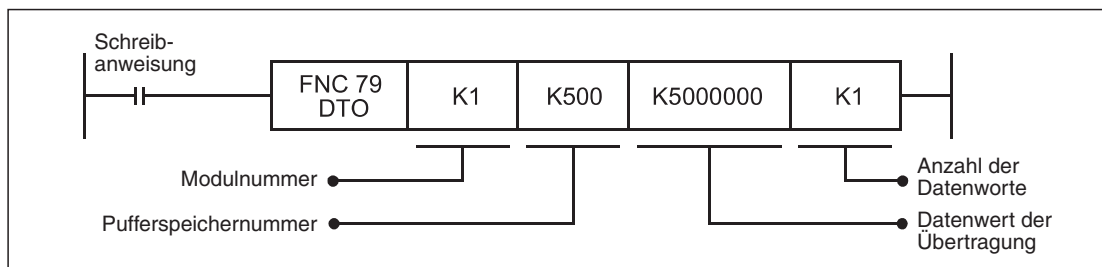 Schreib-
anweisung
FNC 79
DTO
K1
K500
K5000000
K1
Modulnummer
Pufferspeichernummer
Anzahl der
Datenworte
Datenwert der
Übertragung